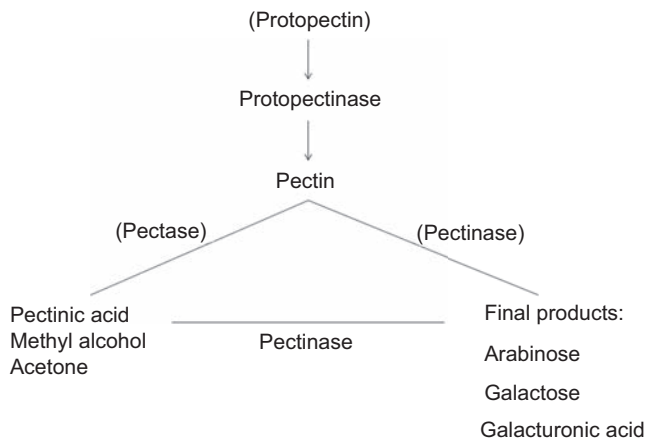 (Protopectin)
Protopectinase
Pectin
(Pectase)
(Pectinase)
Pectinic acid
Methyl alcohol
Acetone
Pectinase
Final products:
Arabinose
Galactose
Galacturonic acid